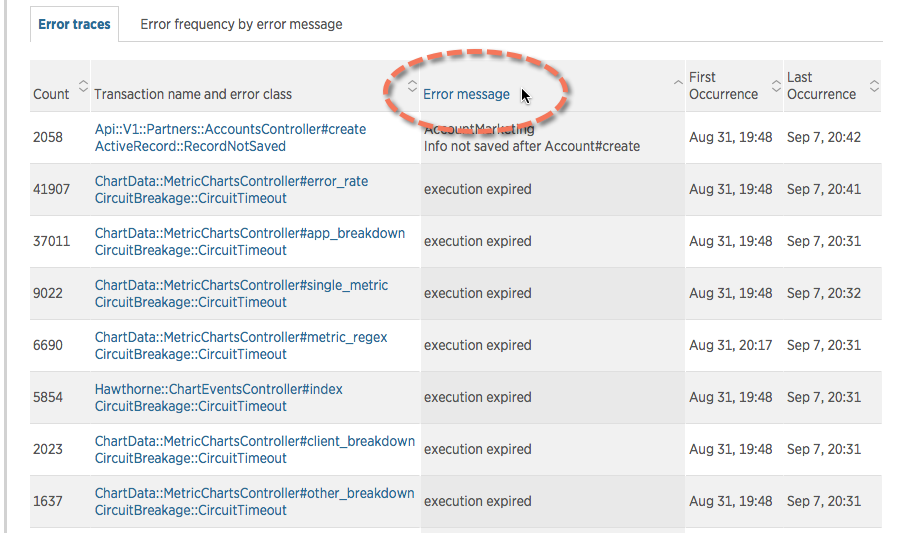 Error traces Error frequency by error message
Count Transaction name and error class Error message First Occurrence Last Occurrence
2058 Api::V1::Partners::AccountsController#create AccountMarketing Aug 31, 19:48 Sep 7, 20:42
ActiveRecord::RecordNotSaved Info not saved after Account#create
41907 ChartData::MetricChartsController#error_rate execution expired Aug 31, 19:48 Sep 7, 20:41
CircuitBreakage::CircuitTimeout
37011 ChartData::MetricChartsController#app_breakdown execution expired Aug 31, 19:48 Sep 7, 20:31
CircuitBreakage::CircuitTimeout
9022 ChartData::MetricChartsController#single_metric execution expired Aug 31, 19:48 Sep 7, 20:32
CircuitBreakage::CircuitTimeout
6690 ChartData::MetricChartsController#metric_regex execution expired Aug 31, 20:17 Sep 7, 20:31
CircuitBreakage::CircuitTimeout
5854 Hawthorne::ChartEventsController#index execution expired Aug 31, 19:48 Sep 7, 20:31
CircuitBreakage::CircuitTimeout
2023 ChartData::MetricChartsController#client_breakdown execution expired Aug 31, 19:48 Sep 7, 20:31
CircuitBreakage::CircuitTimeout
1637 ChartData::MetricChartsController#other_breakdown execution expired Aug 31, 19:48 Sep 7, 20:31
CircuitBreakage::CircuitTimeout